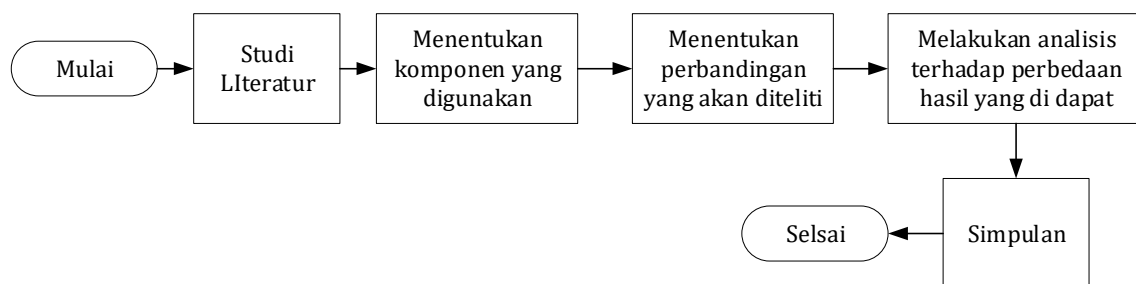 Mulai
Studi
LIteratur
Menentukan
komponen yang
digunakan
Menentukan
perbandingan
yang akan diteliti
Melakukan analisis
terhadap perbedaan
hasil yang di dapat
Simpulan
Selsai